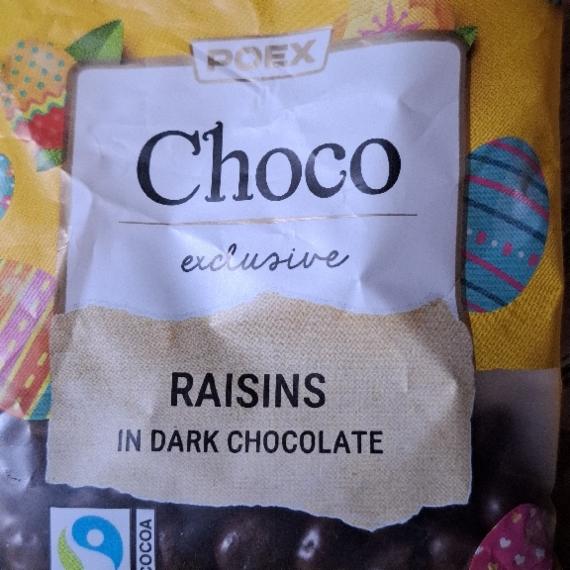 POEX
Choco
exclusive
RAISINS
IN DARK CHOCOLATE
COCOA